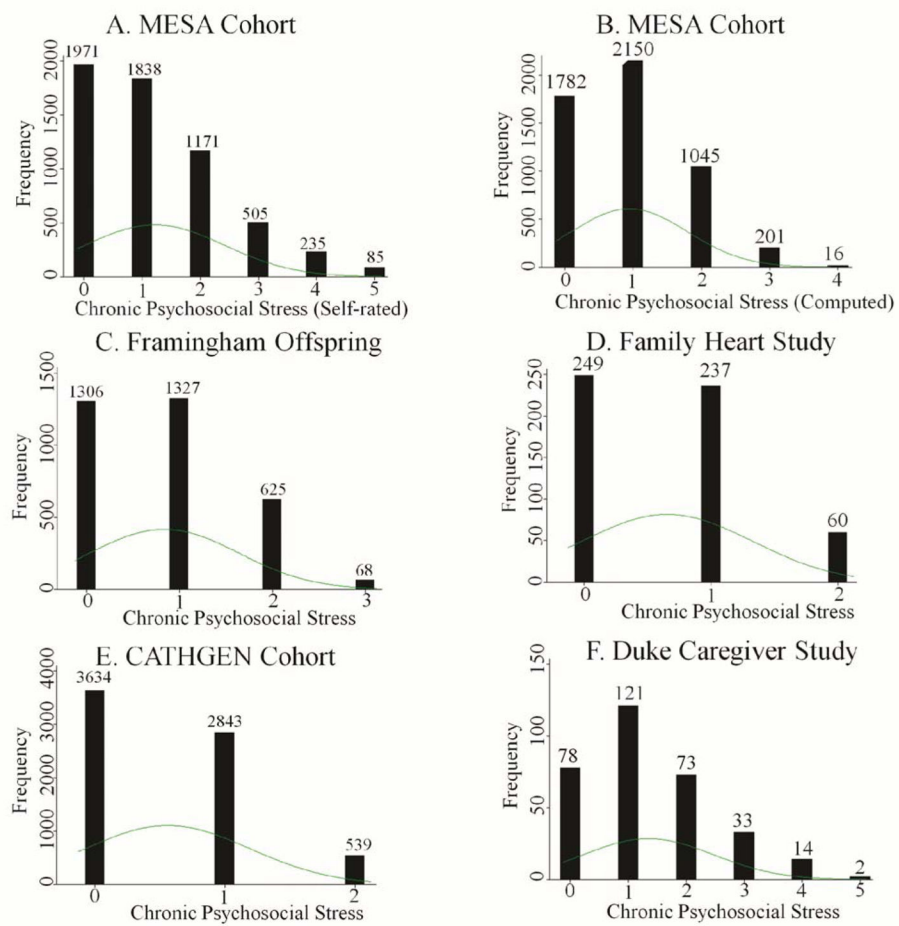 A. MESA Cohort
Frequency
0 500 1000 1500 2000
1971 1838 1171 505 235 85
0 1 2 3 4 5
Chronic Psychosocial Stress (Self-rated)
B. MESA Cohort
Frequency
0 500 1000 1500 2000
1782 2150 1045 201 16
0 1 2 3 4
Chronic Psychosocial Stress (Computed)
C. Framingham Offspring
Frequency
0 500 1000 1500
1306 1327 625 68
0 1 2 3
Chronic Psychosocial Stress
D. Family Heart Study
Frequency
0 50 100 150 200 250
249 237 60
0 1 2
Chronic Psychosocial Stress
E. CATHGEN Cohort
Frequency
0 1000 2000 3000 4000
3634 2843 539
0 1 2
Chronic Psychosocial Stress
F. Duke Caregiver Study
Frequency
0 50 100 150
78 121 73 33 14 2
0 1 2 3 4 5
Chronic Psychosocial Stress